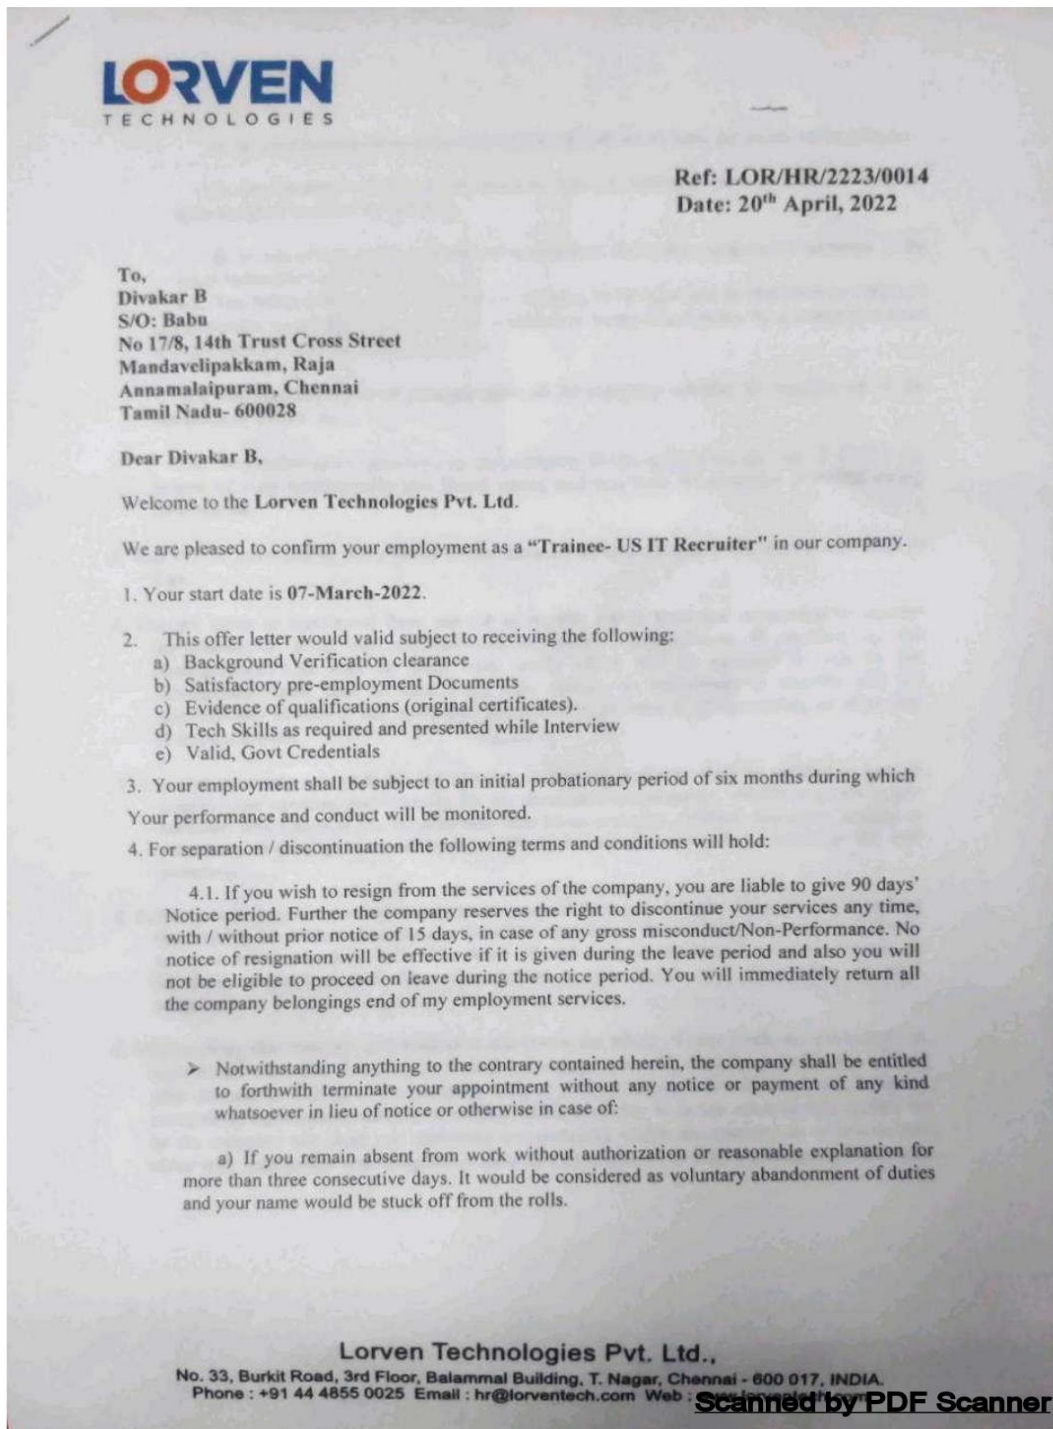 LORVEN
TECHNOLOGIES
Ref: LOR/HR/2223/0014
Date: 20th April, 2022
To,
Divakar B
S/O: Babu
No 17/8, 14th Trust Cross Street
Mandavelipakkam, Raja
Annamalaipuram, Chennai
Tamil Nadu- 600028
Dear Divakar B,
Welcome to the Lorven Technologies Pvt. Ltd.
We are pleased to confirm your employment as a “Trainee- US IT Recruiter" in our company.
1. Your start date is 07-March-2022.
2. This offer letter would valid subject to receiving the following:
a) Background Verification clearance
b) Satisfactory pre-employment Documents
c) Evidence of qualifications (original certificates).
d) Tech Skills as required and presented while Interview
e) Valid, Govt Credentials
3. Your employment shall be subject to an initial probationary period of six months during which
Your performance and conduct will be monitored.
4. For separation / discontinuation the following terms and conditions will hold:
4.1. If you wish to resign from the services of the company, you are liable to give 90 days’
Notice period. Further the company reserves the right to discontinue your services any time,
with / without prior notice of 15 days, in case of any gross misconduct/Non-Performance. No
notice of resignation will be effective if it is given during the leave period and also you will
not be eligible to proceed on leave during the notice period. You will immediately return all
the company belongings end of my employment services.
➤ Notwithstanding anything to the contrary contained herein, the company shall be entitled
to forthwith terminate your appointment without any notice or payment of any kind
whatsoever in lieu of notice or otherwise in case of:
a) If you remain absent from work without authorization or reasonable explanation for
more than three consecutive days. It would be considered as voluntary abandonment of duties
and your name would be stuck off from the rolls.
Lorven Technologies Pvt. Ltd.,
No. 33, Burkit Road, 3rd Floor, Balammal Building, T. Nagar, Chennai - 600 017, INDIA.
Phone : +91 44 4855 0025 Email : hr@lorventech.com Web :
Scanned by PDF Scanner